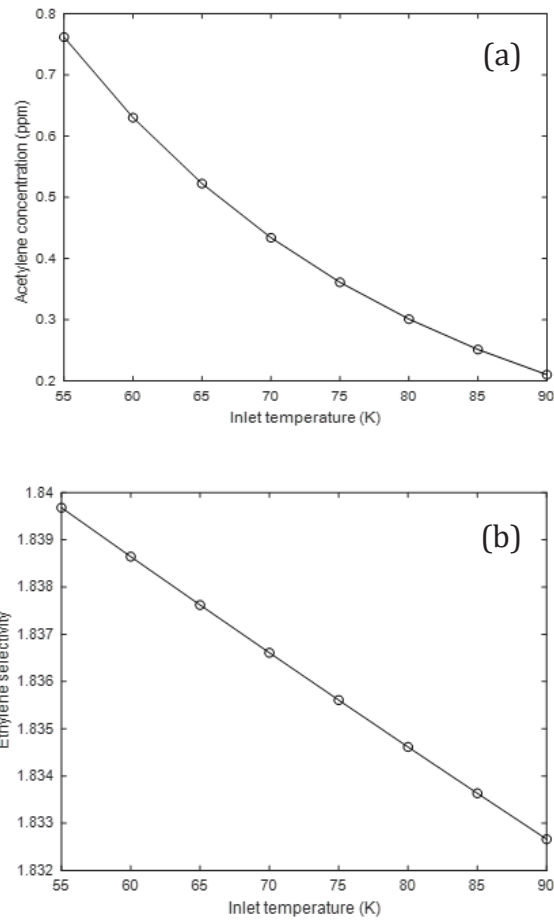 (a)
Acetylene concentration (ppm)
0.8
0.7
0.6
0.5
0.4
0.3
0.2
55 60 65 70 75 80 85 90
Inlet temperature (K)
(b)
Ethylene selectivity
1.84
1.839
1.838
1.837
1.836
1.835
1.834
1.833
1.832
55 60 65 70 75 80 85 90
Inlet temperature (K)